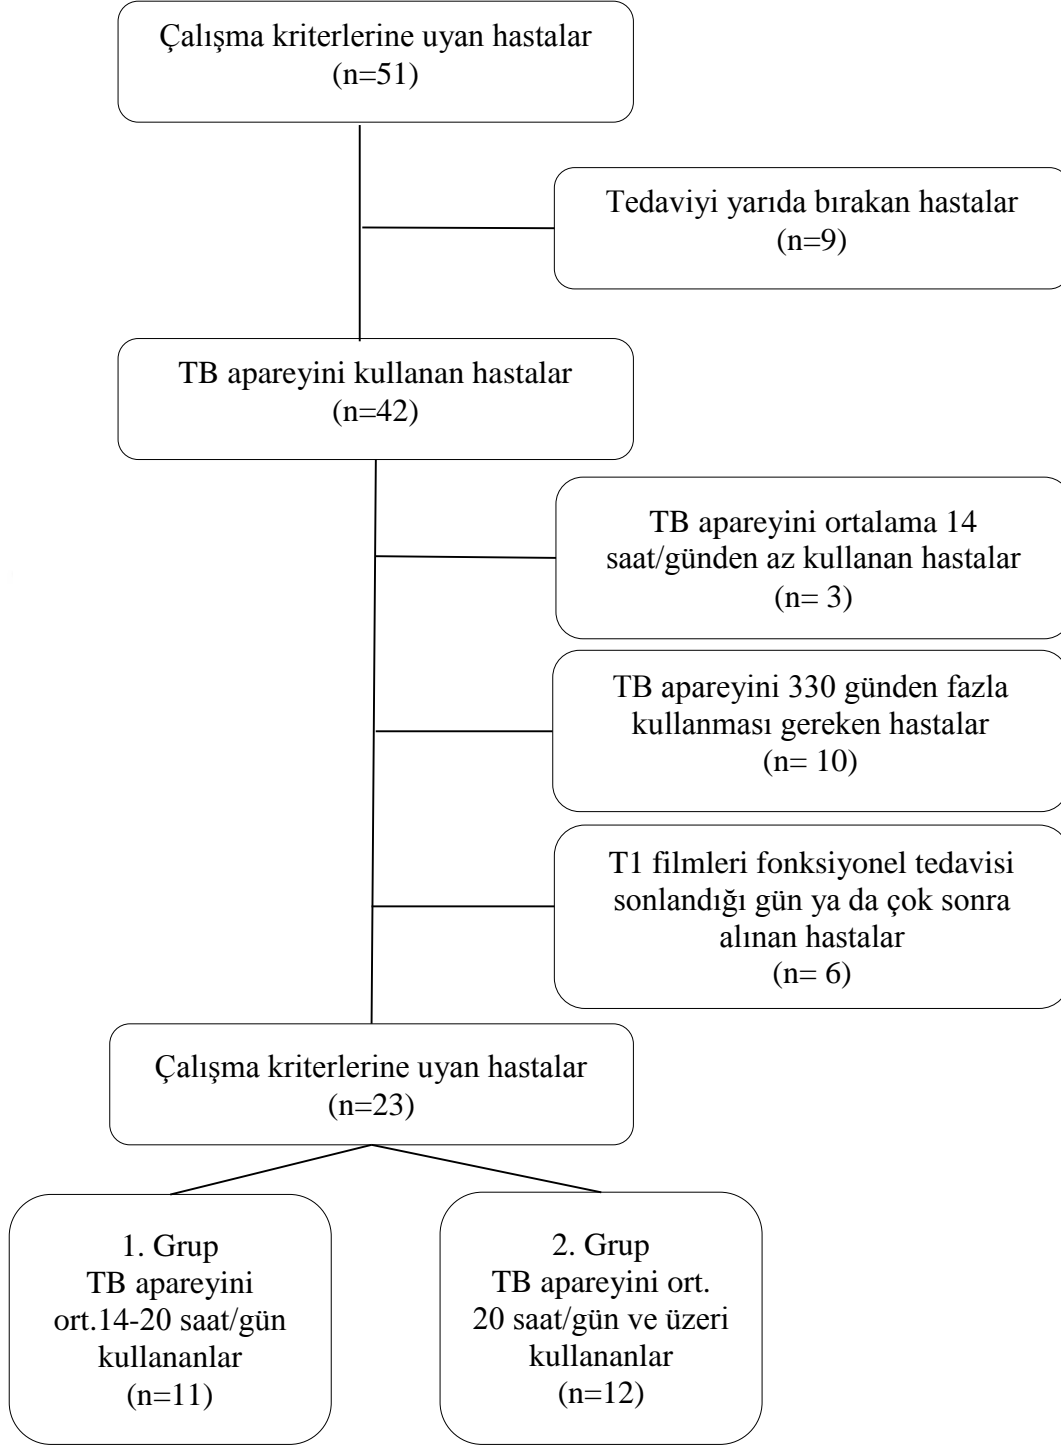 Çalışma kriterlerine uyan hastalar
(n=51)
Tedaviyi yarıda bırakan hastalar
(n=9)
TB apareyini kullanan hastalar
(n=42)
TB apareyini ortalama 14
saat/günden az kullanan hastalar
(n= 3)
TB apareyini 330 günden fazla
kullanması gereken hastalar
(n= 10)
T1 filmleri fonksiyonel tedavisi
sonlandığı gün ya da çok sonra
alınan hastalar
(n= 6)
Çalışma kriterlerine uyan hastalar
(n=23)
1. Grup
TB apareyini
ort.14-20 saat/gün
kullananlar
(n=11)
2. Grup
TB apareyini ort.
20 saat/gün ve üzeri
kullananlar
(n=12)